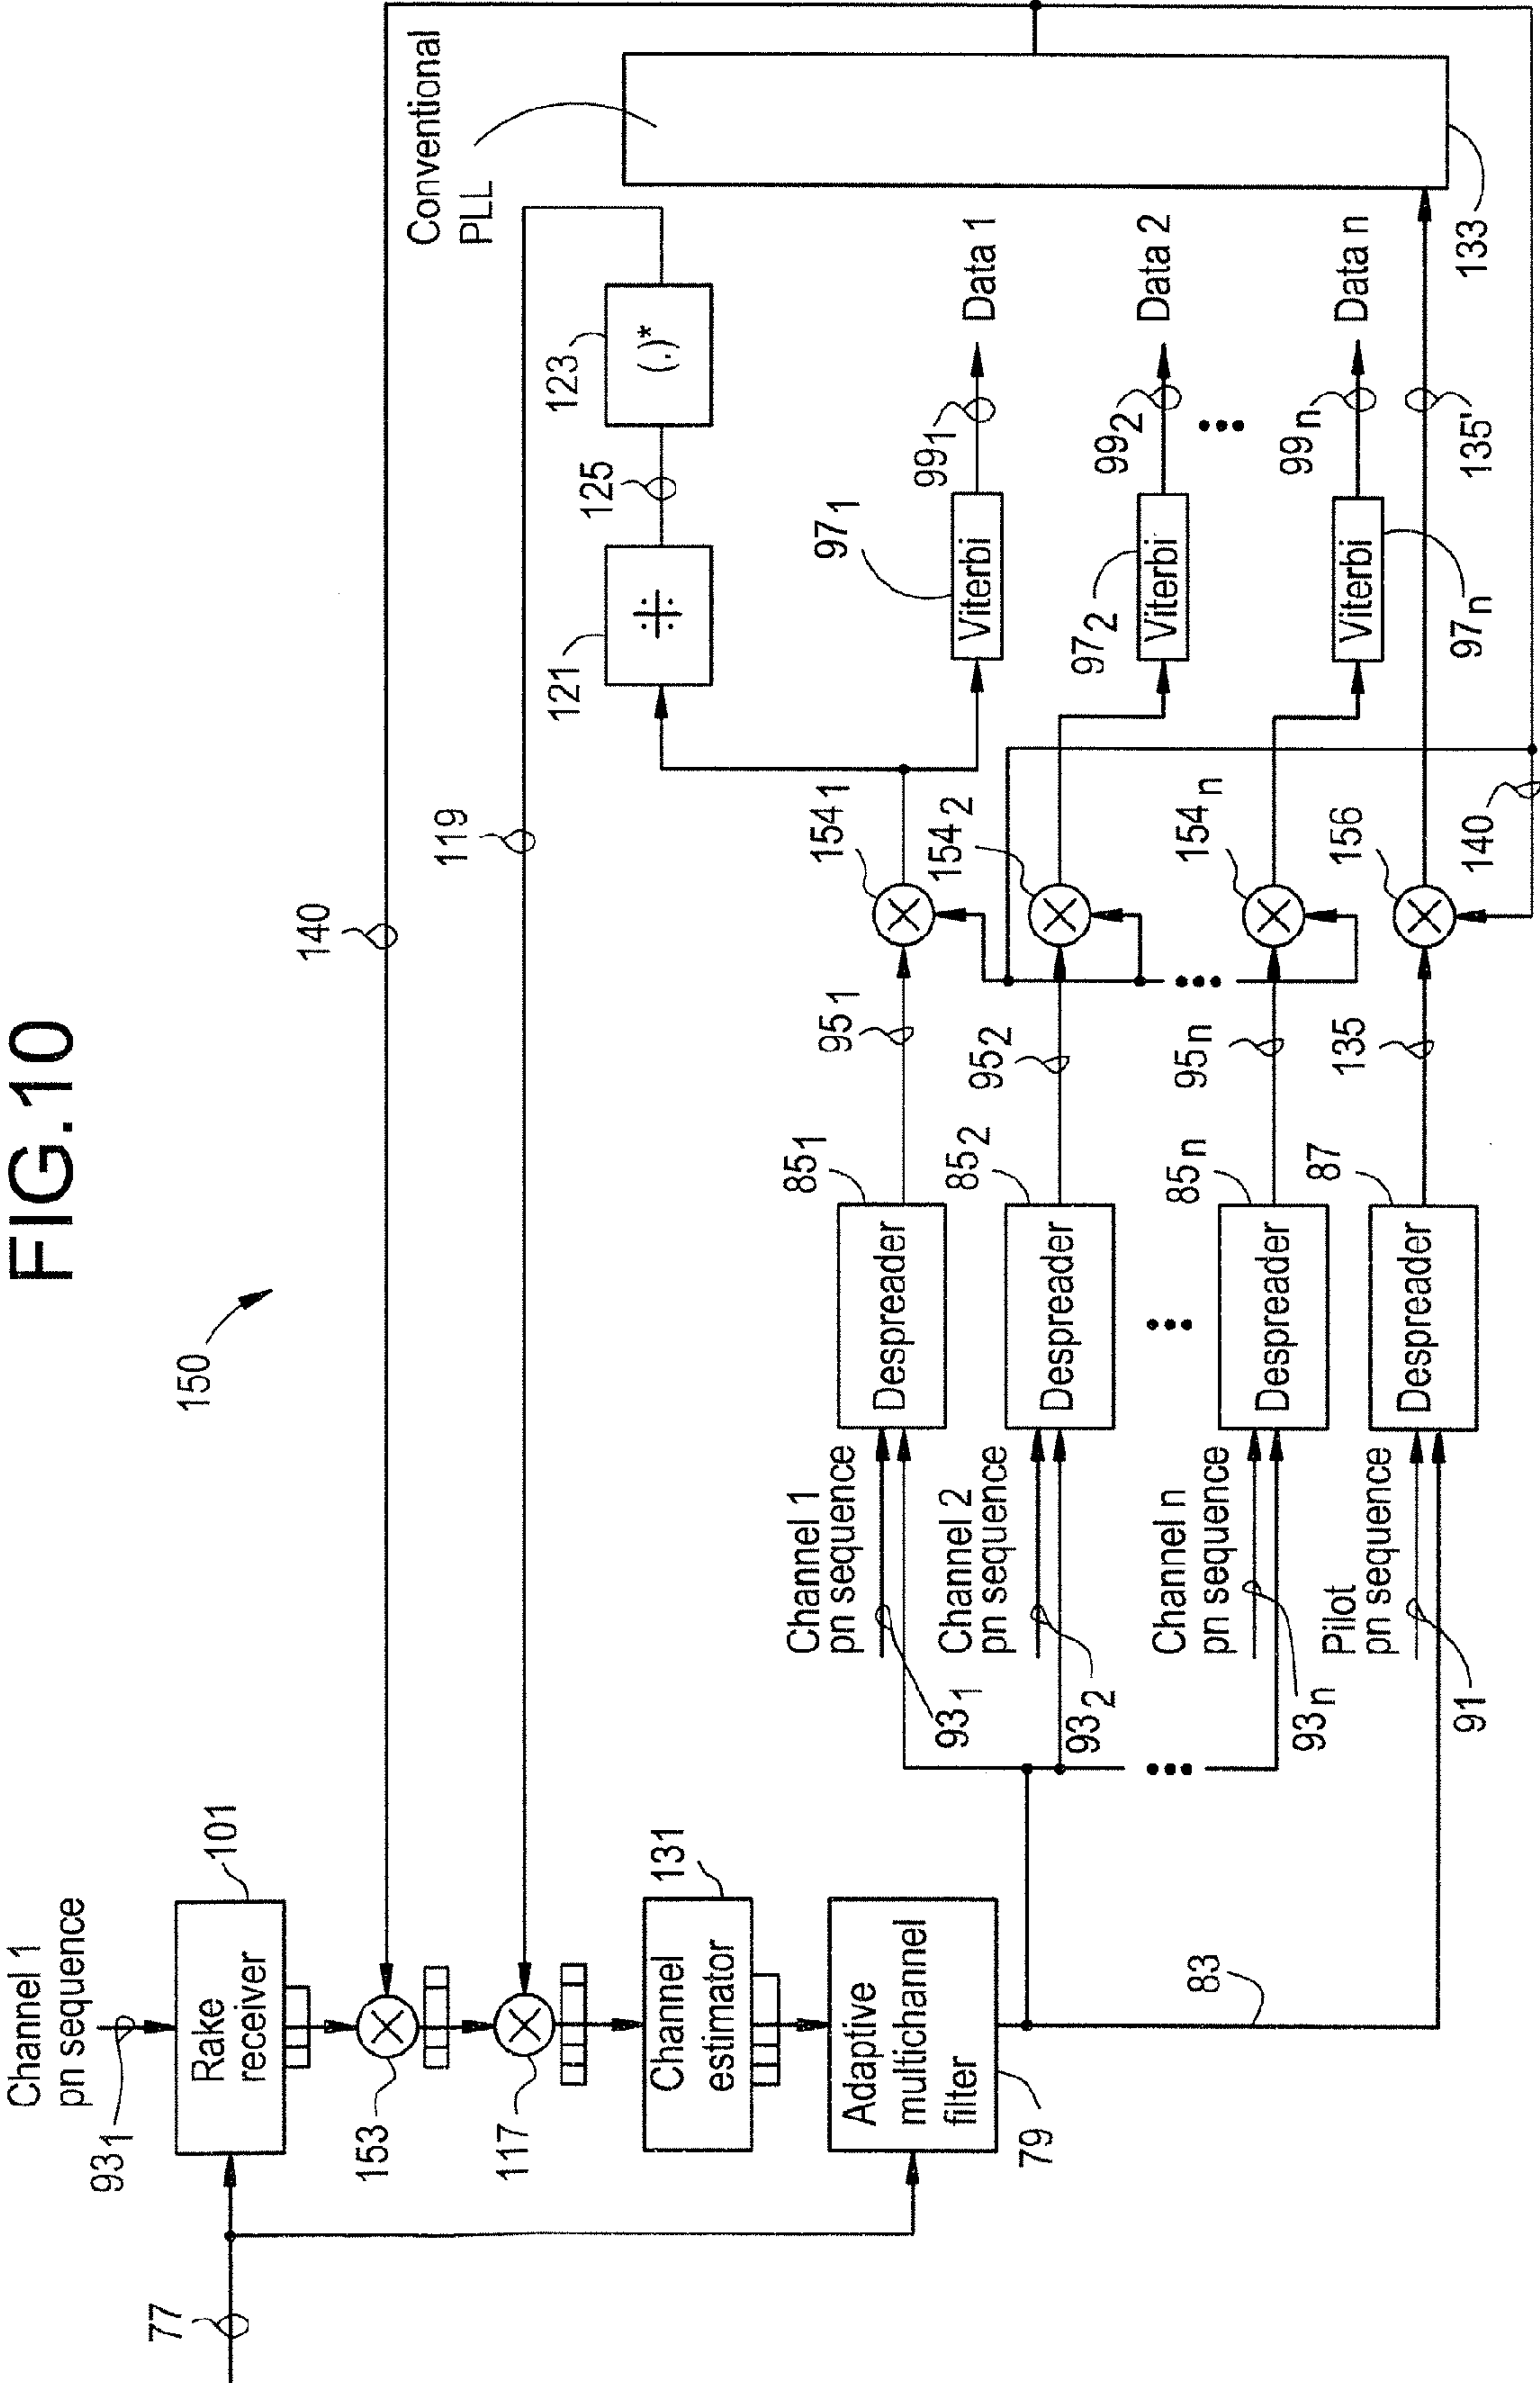 FIG.10
150
Channel 1
pn sequence
93₁
77
Rake
receiver
101
153
140
117
119
Channel
estimator
131
Adaptive
multichannel
filter
79
83
Channel 1
pn sequence
93₁
Despreader
85₁
95₁
154₁
Channel 2
pn sequence
93₂
Despreader
85₂
95₂
154₂
Channel n
pn sequence
93n
Despreader
85n
95n
154n
Pilot
pn sequence
91
Despreader
87
135
156
140
121
125
123
(.)*
Viterbi
97₁
99₁
Data 1
Viterbi
97₂
99₂
Data 2
Viterbi
97n
99n
Data n
135'
133
Conventional
PLL